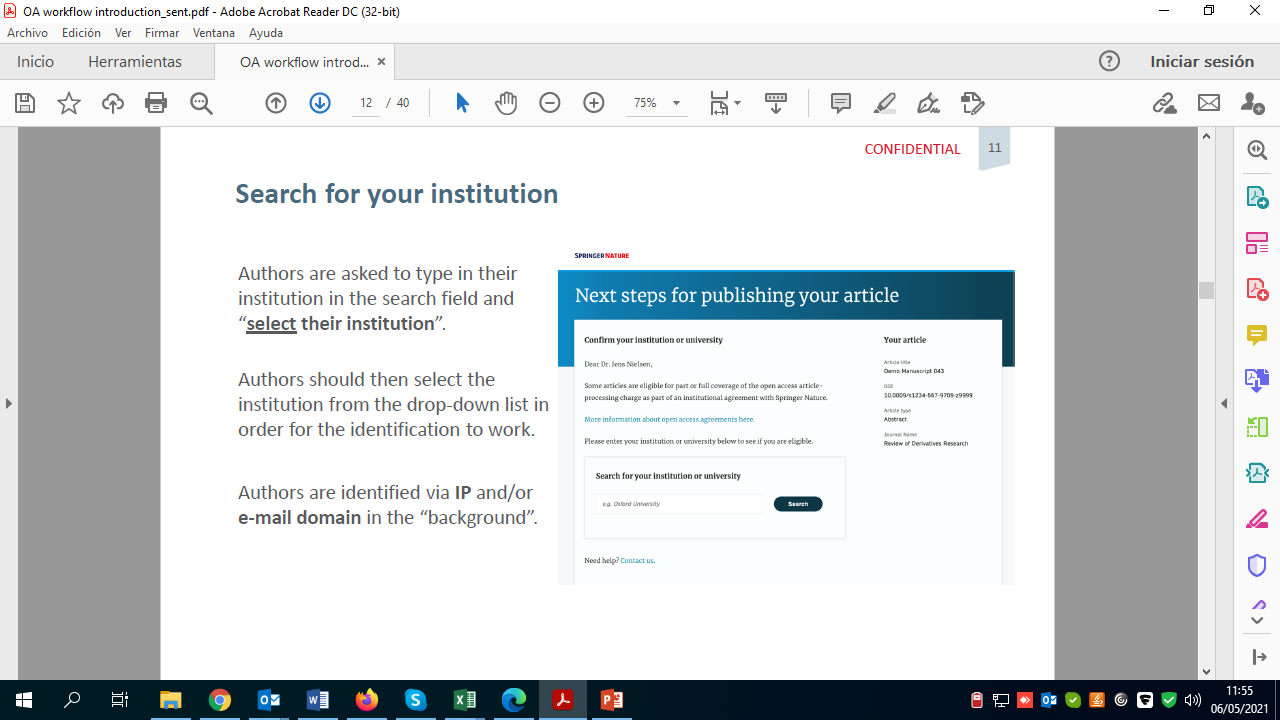 OA workflow introduction_sent.pdf - Adobe Acrobat Reader DC (32-bit)
Archivo Edición Ver Firmar Ventana Ayuda
Inicio Herramientas OA workflow introd... × Iniciar sesión
12 / 40 75%
CONFIDENTIAL 11
Search for your institution
Authors are asked to type in their
institution in the search field and
“select their institution”.
Authors should then select the
institution from the drop-down list in
order for the identification to work.
Authors are identified via IP and/or
e-mail domain in the “background”.
SPRINGER NATURE
Next steps for publishing your article
Confirm your institution or university
Dear Dr. Jens Nielsen,
Some articles are eligible for part or full coverage of the open access article-
processing charge as part of an institutional agreement with Springer Nature.
More information about open access agreements here.
Please enter your institution or university below to see if you are eligible.
Search for your institution or university
e.g. Oxford University Search
Need help? Contact us.
Your article
Article title
Demo Manuscript 043
DOI
10.0009/s1234-567-9709-z9999
Article type
Abstract
Journal Name
Review of Derivatives Research
11:55
06/05/2021